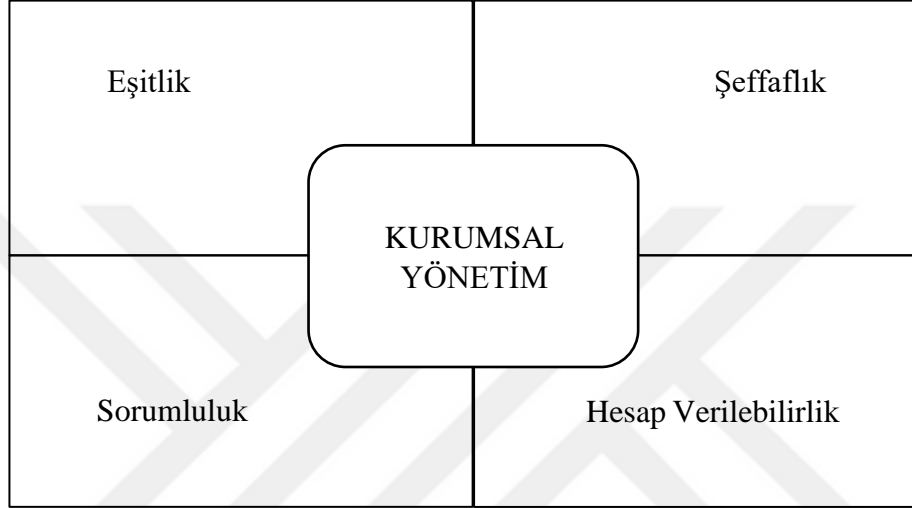 Eşitlik
Şeffaflık
KURUMSAL
YÖNETİM
Sorumluluk
Hesap Verilebilirlik